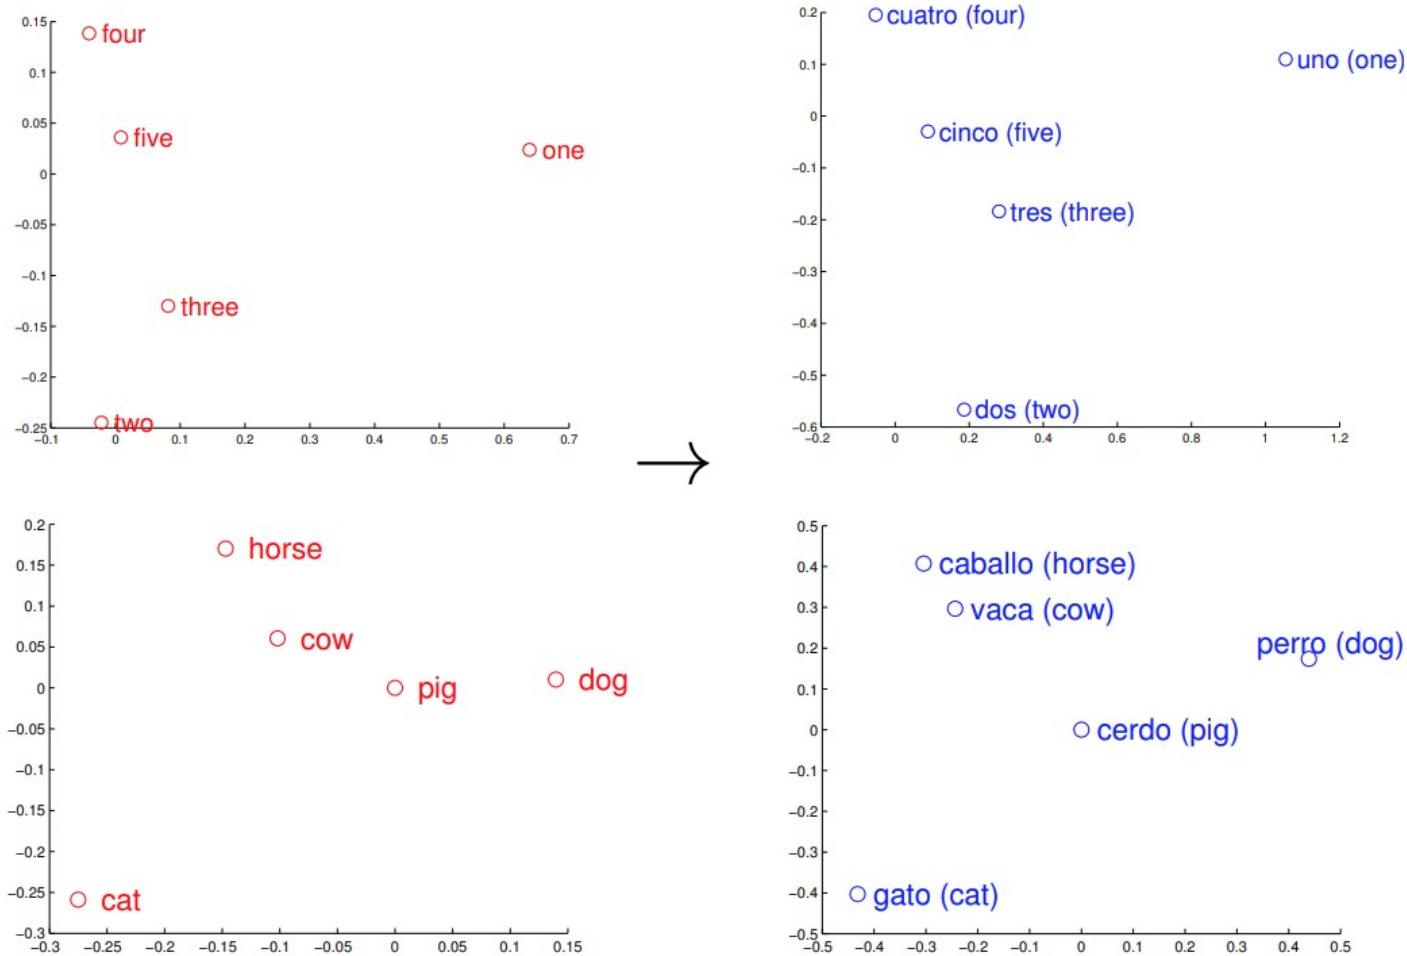 0.15
0.1
0.05
0
−0.05
−0.1
−0.15
−0.2
−0.25
−0.1 0 0.1 0.2 0.3 0.4 0.5 0.6 0.7
four
five
one
three
two
0.2
0.1
0
−0.1
−0.2
−0.3
−0.4
−0.5
−0.6
−0.2 0 0.2 0.4 0.6 0.8 1 1.2
cuatro (four)
uno (one)
cinco (five)
tres (three)
dos (two)
0.2
0.15
0.1
0.05
0
−0.05
−0.1
−0.15
−0.2
−0.25
−0.3
−0.3 −0.25 −0.2 −0.15 −0.1 −0.05 0 0.05 0.1 0.15
horse
cow
pig
dog
cat
0.5
0.4
0.3
0.2
0.1
0
−0.1
−0.2
−0.3
−0.4
−0.5
−0.5 −0.4 −0.3 −0.2 −0.1 0 0.1 0.2 0.3 0.4 0.5
caballo (horse)
vaca (cow)
perro (dog)
cerdo (pig)
gato (cat)